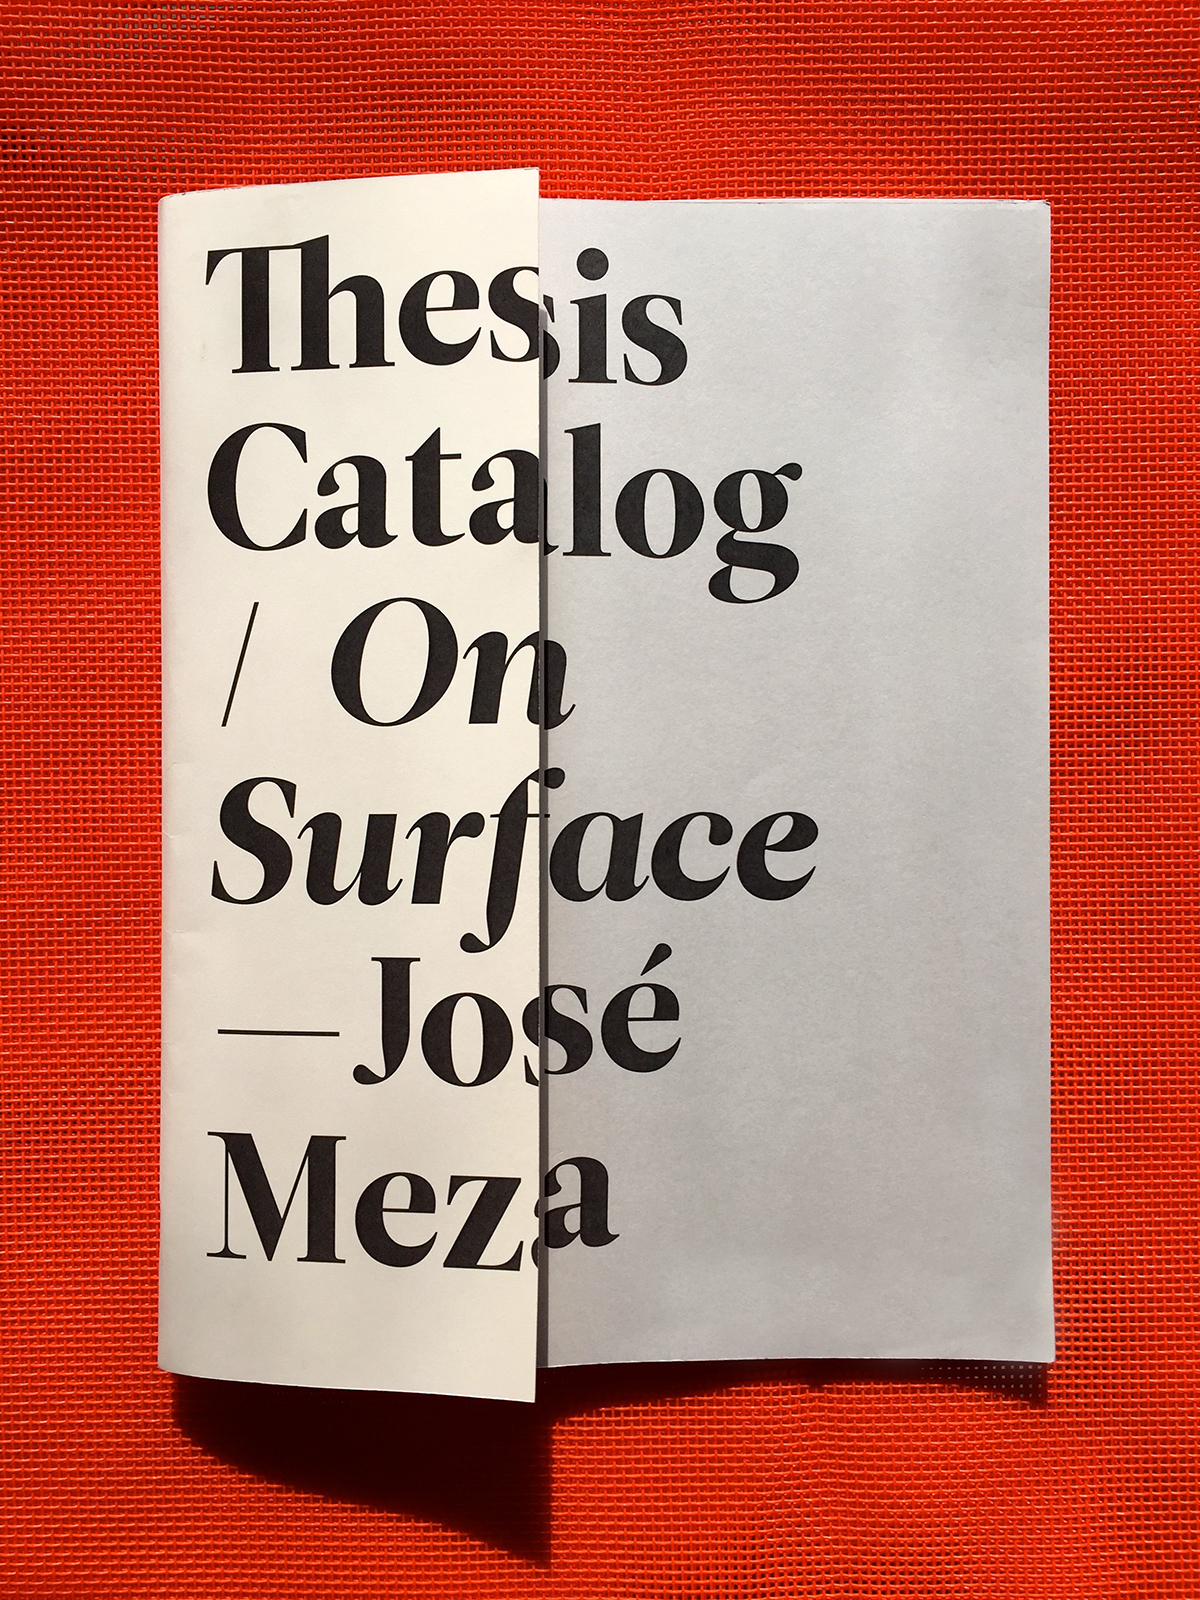 Thesis
Catalog
/ On
Surface
—José
Meza